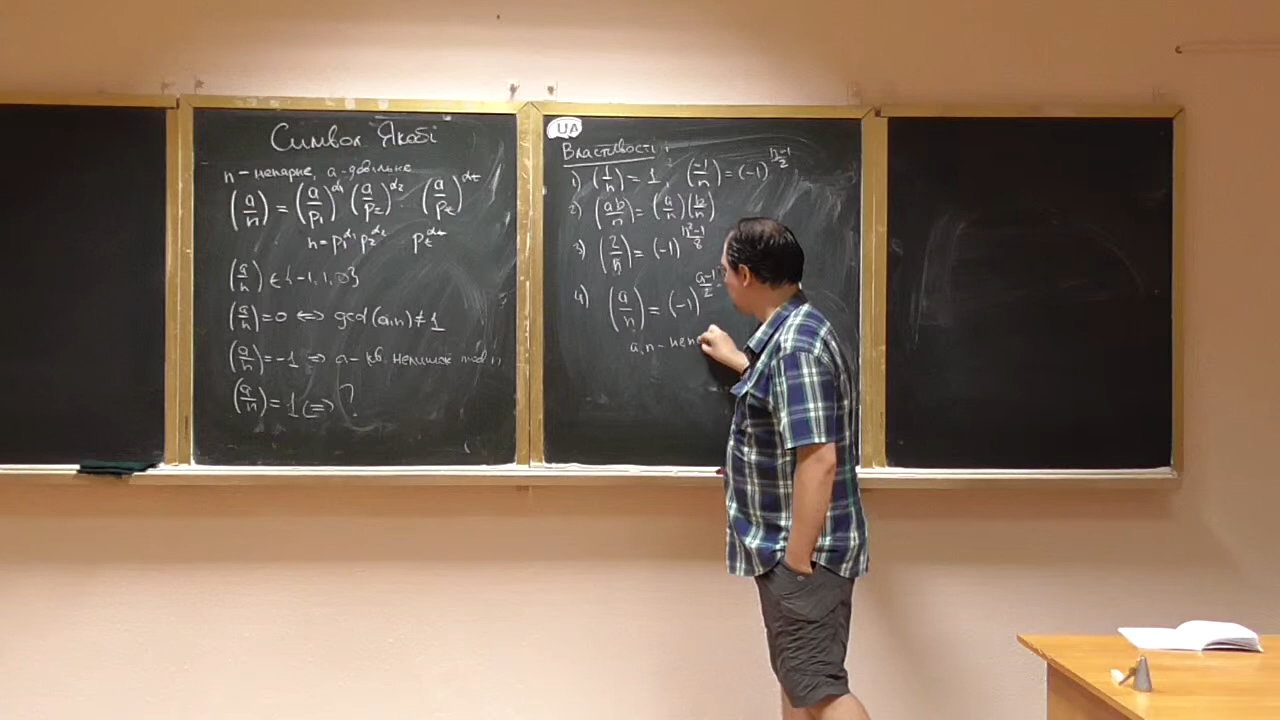 Символ Якобі
n - непарне, a - довільне
(a/n) = (a/p₁)^α₁ (a/p₂)^α₂ (a/pₜ)^αₜ
n = p₁^α₁ p₂^α₂ pₜ^αₜ
(a/n) ∈ {-1, 1, 0}
(a/n) = 0 ⟺ gcd(a,n) ≠ 1
(a/n) = -1 ⇒ a - кв. нелишок mod n
(a/n) = 1 ⇒ ?
UA
Властивості:
1) (1/n) = 1, (-1/n) = (-1)^((n-1)/2)
2) (ab/n) = (a/n)(b/n)
3) (2/n) = (-1)^((n²-1)/8)
4) (a/n) = (-1)^((a-1)/2
a, n -